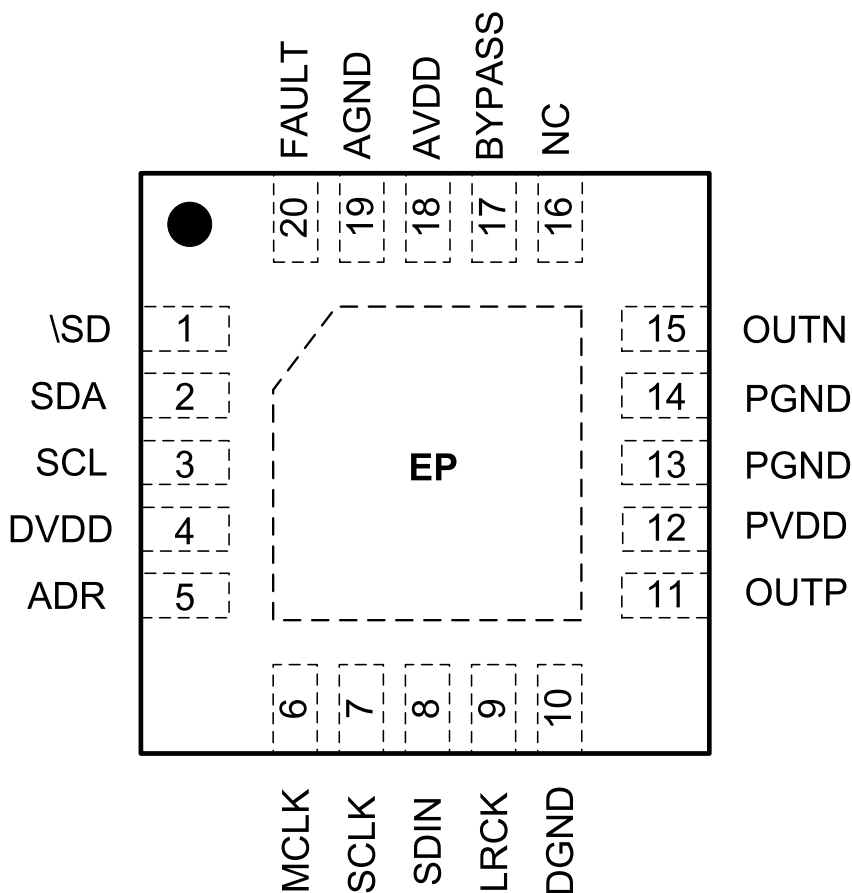 FAULT
AGND
AVDD
BYPASS
NC
20
19
18
17
16
\SD 1 15 OUTN
SDA 2 14 PGND
SCL 3 EP 13 PGND
DVDD 4 12 PVDD
ADR 5 11 OUTP
6
7
8
9
10
MCLK
SCLK
SDIN
LRCK
DGND